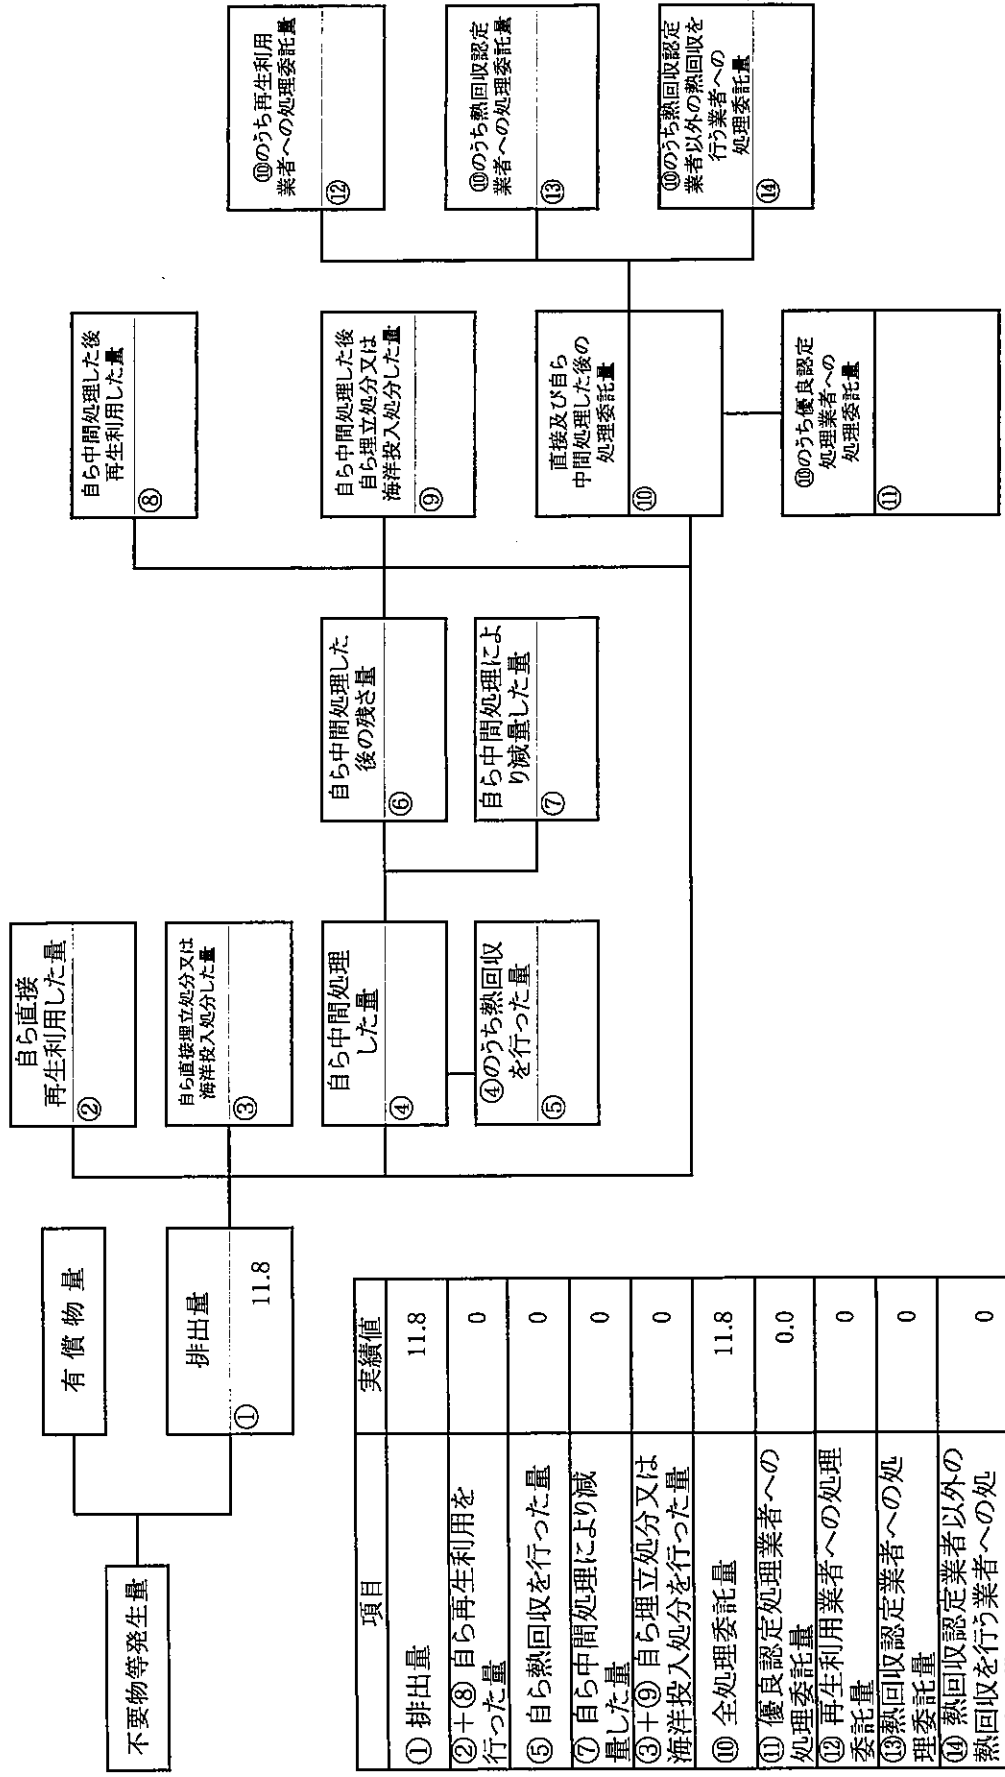 不要物等発生量
有償物量
排出量
①
11.8
自ら直接
再生利用した量
②
自ら直接埋立処分又は
海洋投入処分した量
③
自ら中間処理
した量
④
④のうち熱回収
を行った量
⑤
自ら中間処理した
後の残さ量
⑥
自ら中間処理によ
り減量した量
⑦
自ら中間処理した後
再生利用した量
⑧
自ら中間処理した後
自ら埋立処分又は
海洋投入処分した量
⑨
直接及び自ら
中間処理した後の
処理委託量
⑩
⑩のうち優良認定
処理業者への
処理委託量
⑪
⑩のうち再生利用
業者への処理委託量
⑫
⑩のうち熱回収認定
業者への処理委託量
⑬
⑩のうち熱回収認定
業者以外の熱回収を
行う業者への
処理委託量
⑭
項目 実績値
① 排出量 11.8
②+⑧ 自ら再生利用を
行った量 0
⑤ 自ら熱回収を行った量 0
⑦ 自ら中間処理により減
量した量 0
③+⑨ 自ら埋立処分又は
海洋投入処分を行った量 0
⑩ 全処理委託量 11.8
⑪ 優良認定処理業者への
処理委託量 0.0
⑫ 再生利用業者への処理
委託量 0
⑬熱回収認定業者への処
理委託量 0
⑭ 熱回収認定業者以外の
熱回収を行う業者への処 0